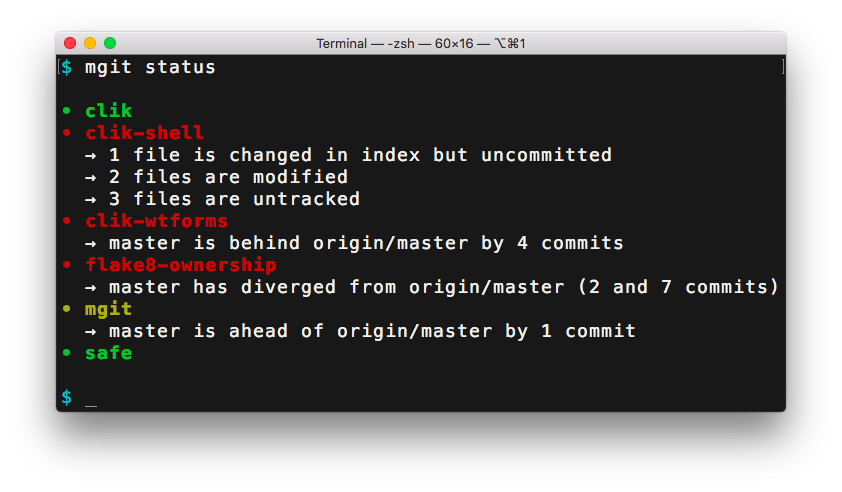 Terminal — -zsh — 60×16 — ⌥⌘1
[$ mgit status ]
• clik
• clik-shell
→ 1 file is changed in index but uncommitted
→ 2 files are modified
→ 3 files are untracked
• clik-wtforms
→ master is behind origin/master by 4 commits
• flake8-ownership
→ master has diverged from origin/master (2 and 7 commits)
• mgit
→ master is ahead of origin/master by 1 commit
• safe
$ _